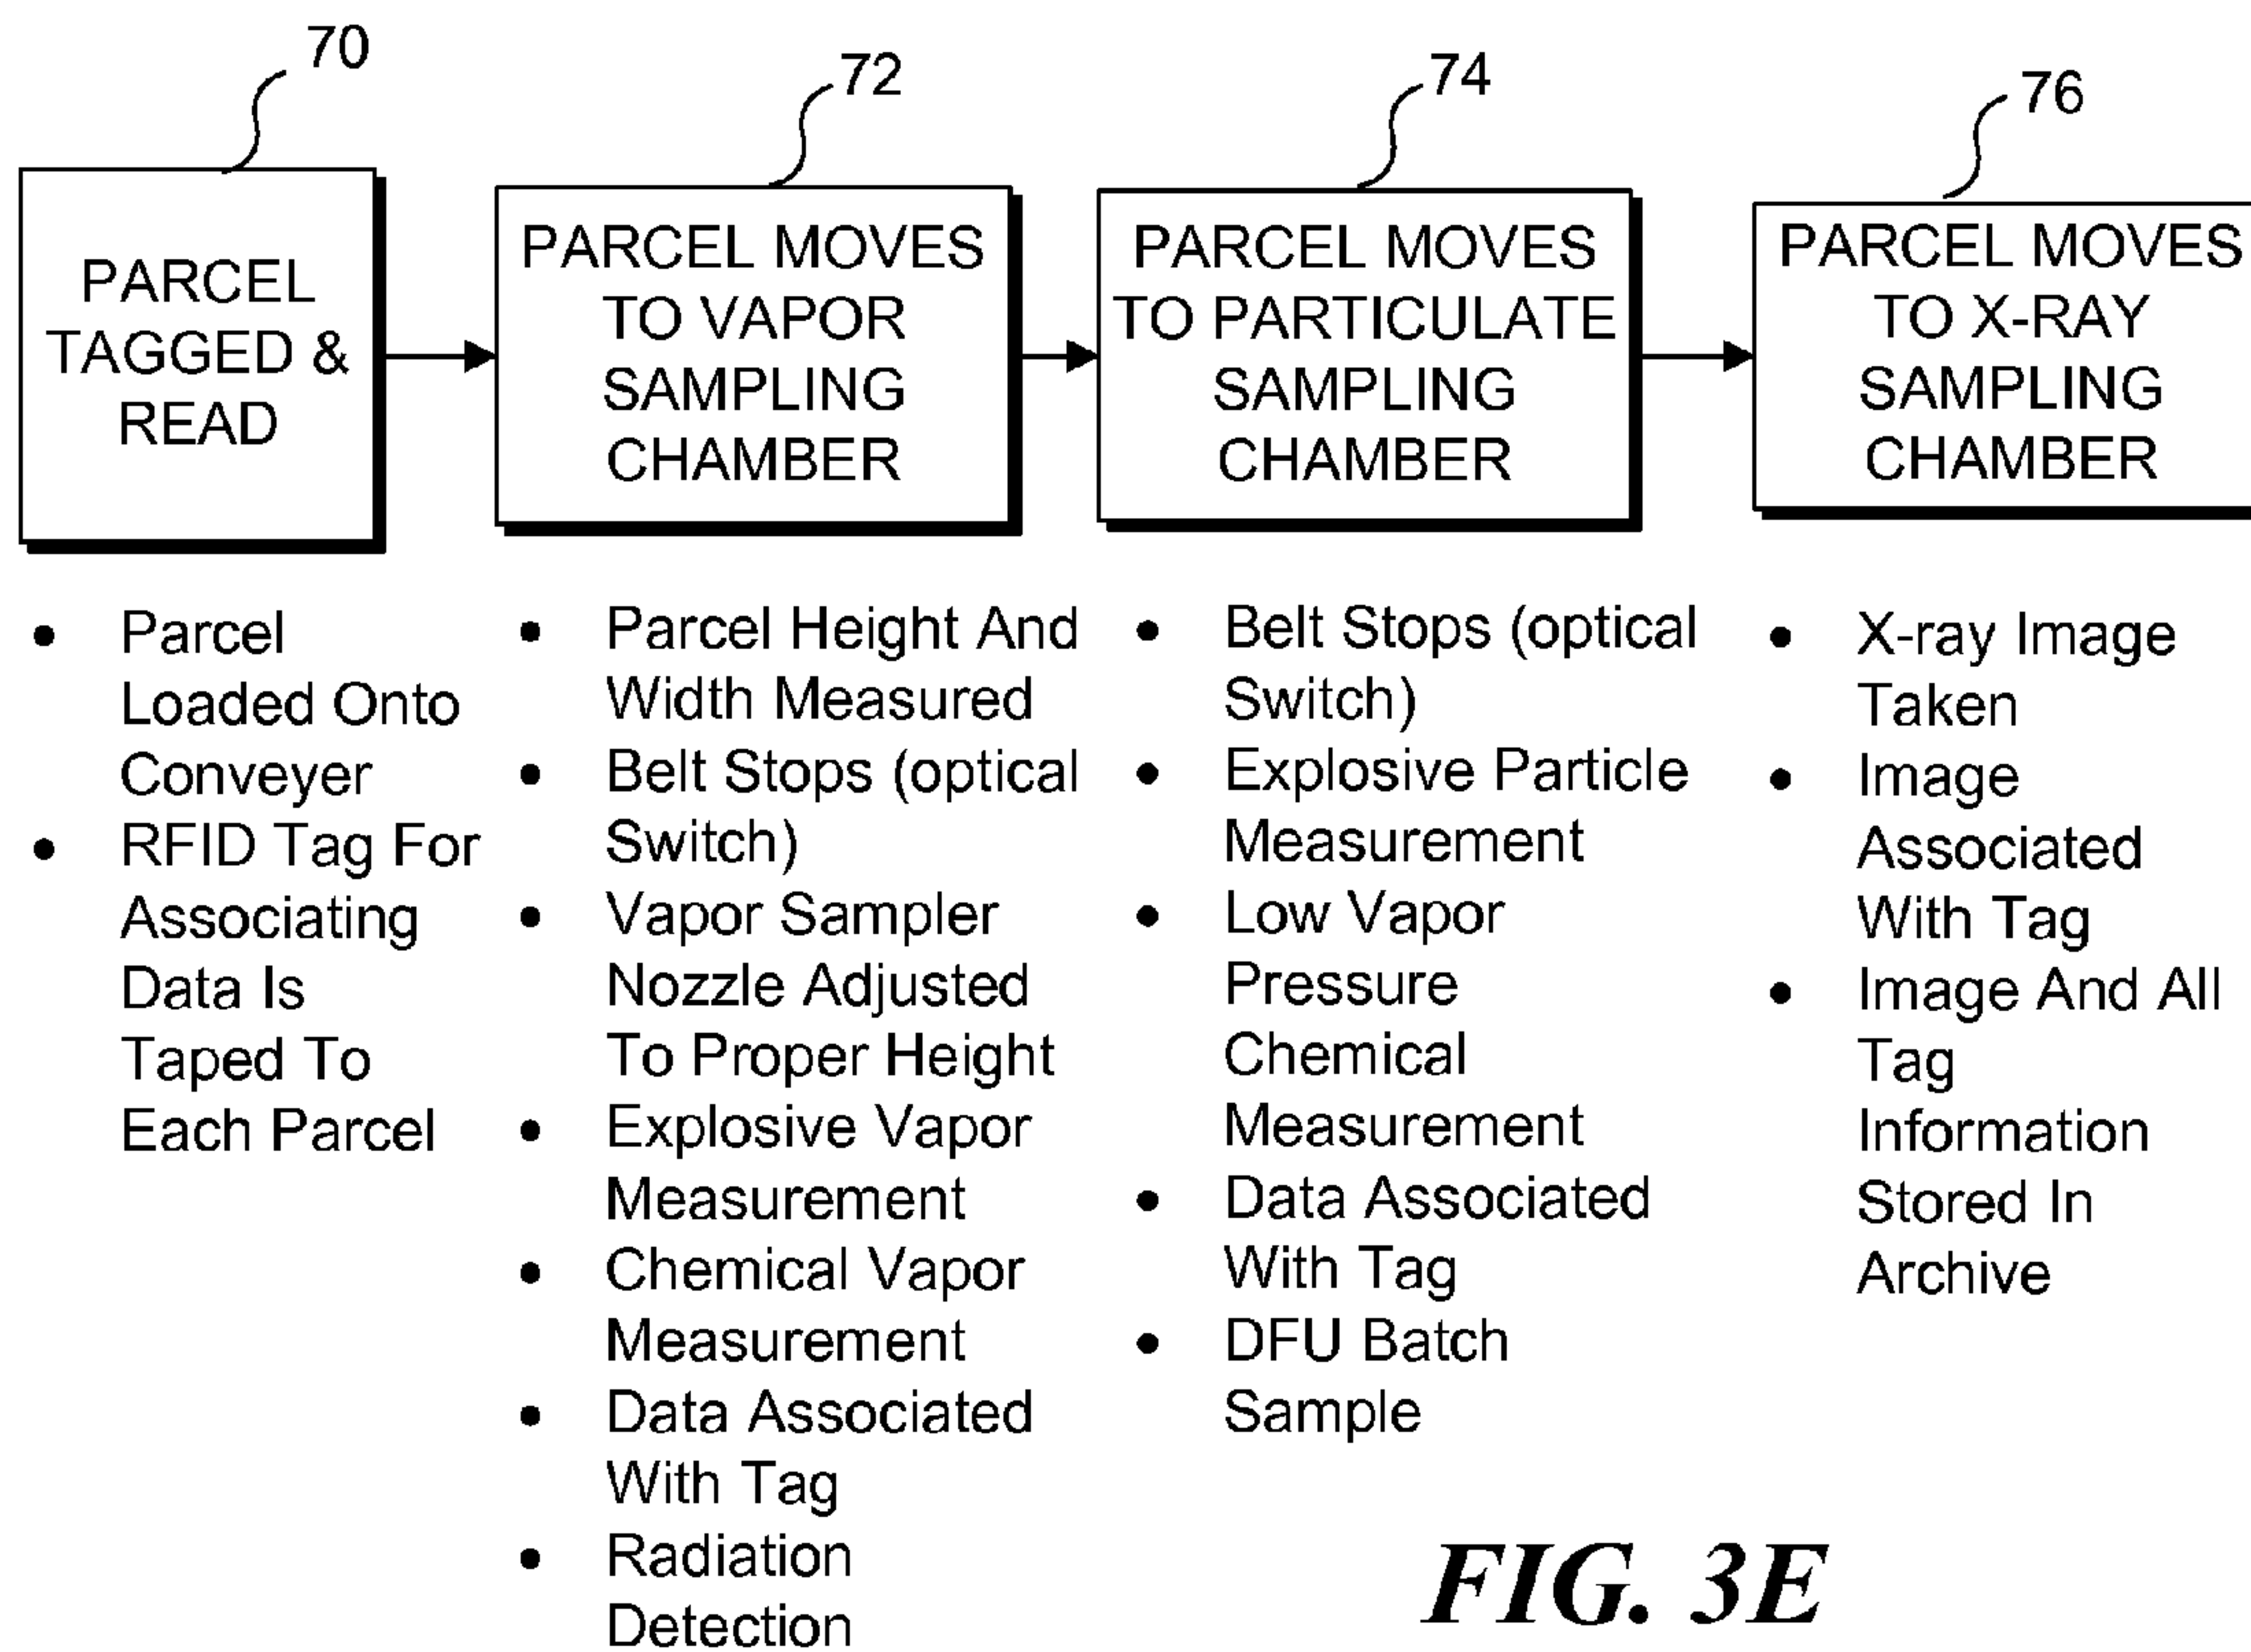 70
72
74
76
PARCEL
TAGGED &
READ
PARCEL MOVES
TO VAPOR
SAMPLING
CHAMBER
PARCEL MOVES
TO PARTICULATE
SAMPLING
CHAMBER
PARCEL MOVES
TO X-RAY
SAMPLING
CHAMBER
• Parcel
Loaded Onto
Conveyer
• RFID Tag For
Associating
Data Is
Taped To
Each Parcel
• Parcel Height And
Width Measured
• Belt Stops (optical
Switch)
• Vapor Sampler
Nozzle Adjusted
To Proper Height
• Explosive Vapor
Measurement
• Chemical Vapor
Measurement
• Data Associated
With Tag
• Radiation
Detection
• Belt Stops (optical
Switch)
• Explosive Particle
Measurement
• Low Vapor
Pressure
Chemical
Measurement
• Data Associated
With Tag
• DFU Batch
Sample
• X-ray Image
Taken
• Image
Associated
With Tag
• Image And All
Tag
Information
Stored In
Archive
FIG. 3E